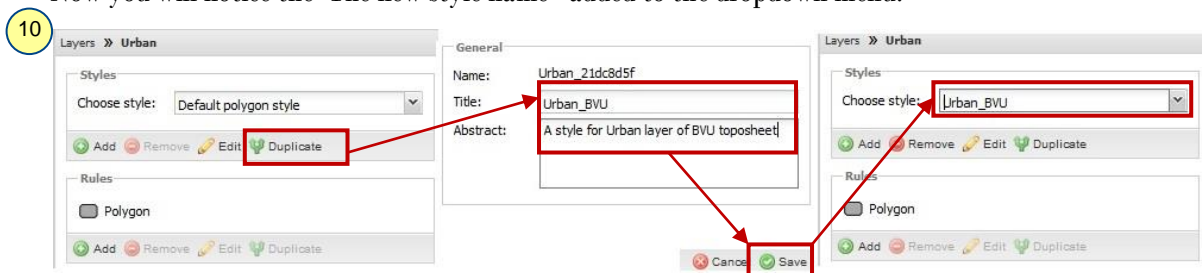 Now you will notice the "The new style name" added to the dropdown menu.
10
Layers » Urban
Styles
Choose style: Default polygon style
Add Remove Edit Duplicate
Rules
Polygon
Add Remove Edit Duplicate
General
Name: Urban_21dc8d5f
Title: Urban_BVU
Abstract: A style for Urban layer of BVU toposheet
Cancel Save
Layers » Urban
Styles
Choose style: Urban_BVU
Add Remove Edit Duplicate
Rules
Polygon
Add Remove Edit Duplicate